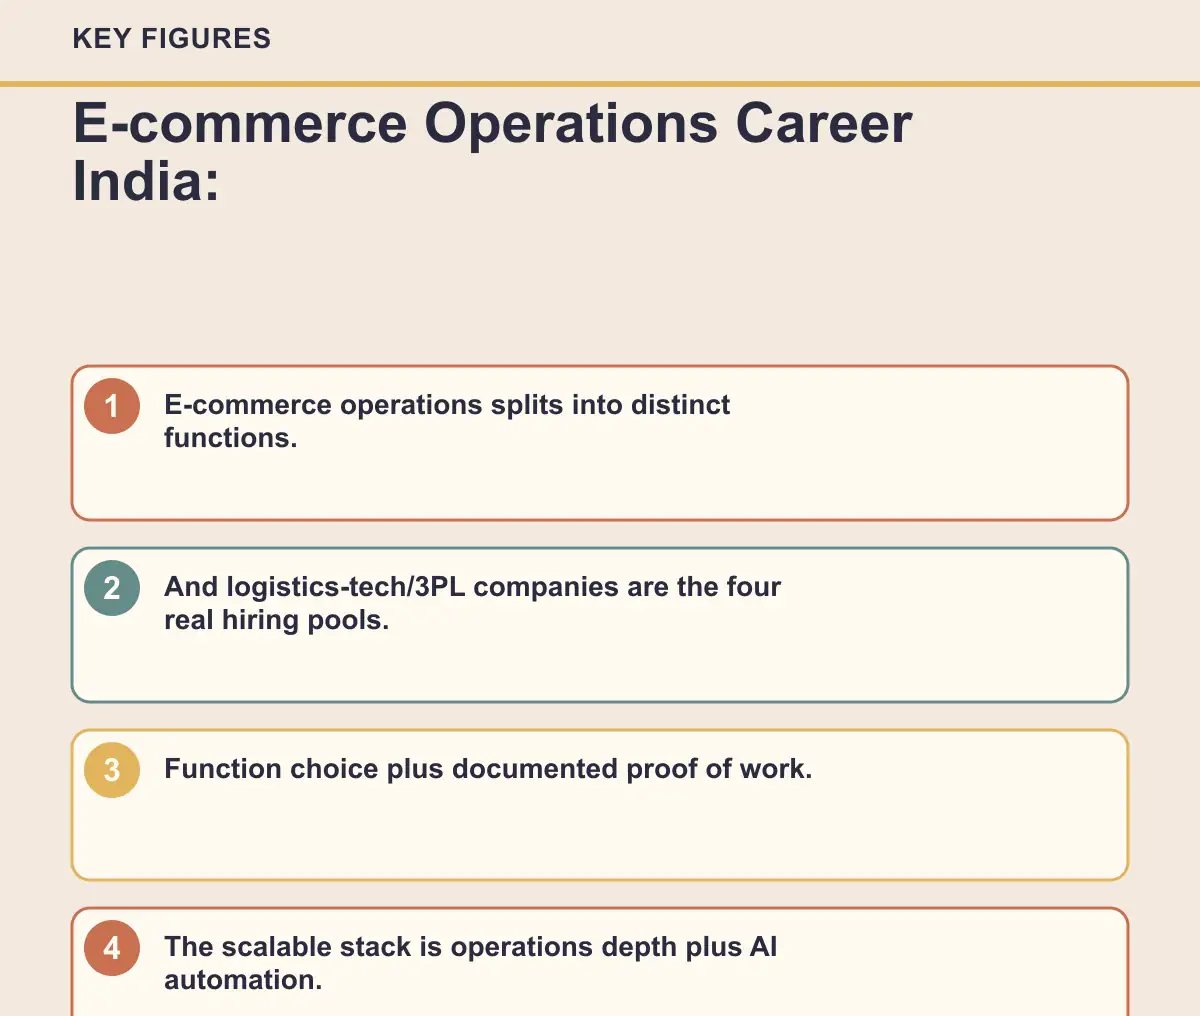 KEY FIGURES
E-commerce Operations Career
India:
1
E-commerce operations splits into distinct
functions.
2
And logistics-tech/3PL companies are the four
real hiring pools.
3
Function choice plus documented proof of work.
4
The scalable stack is operations depth plus AI
automation.